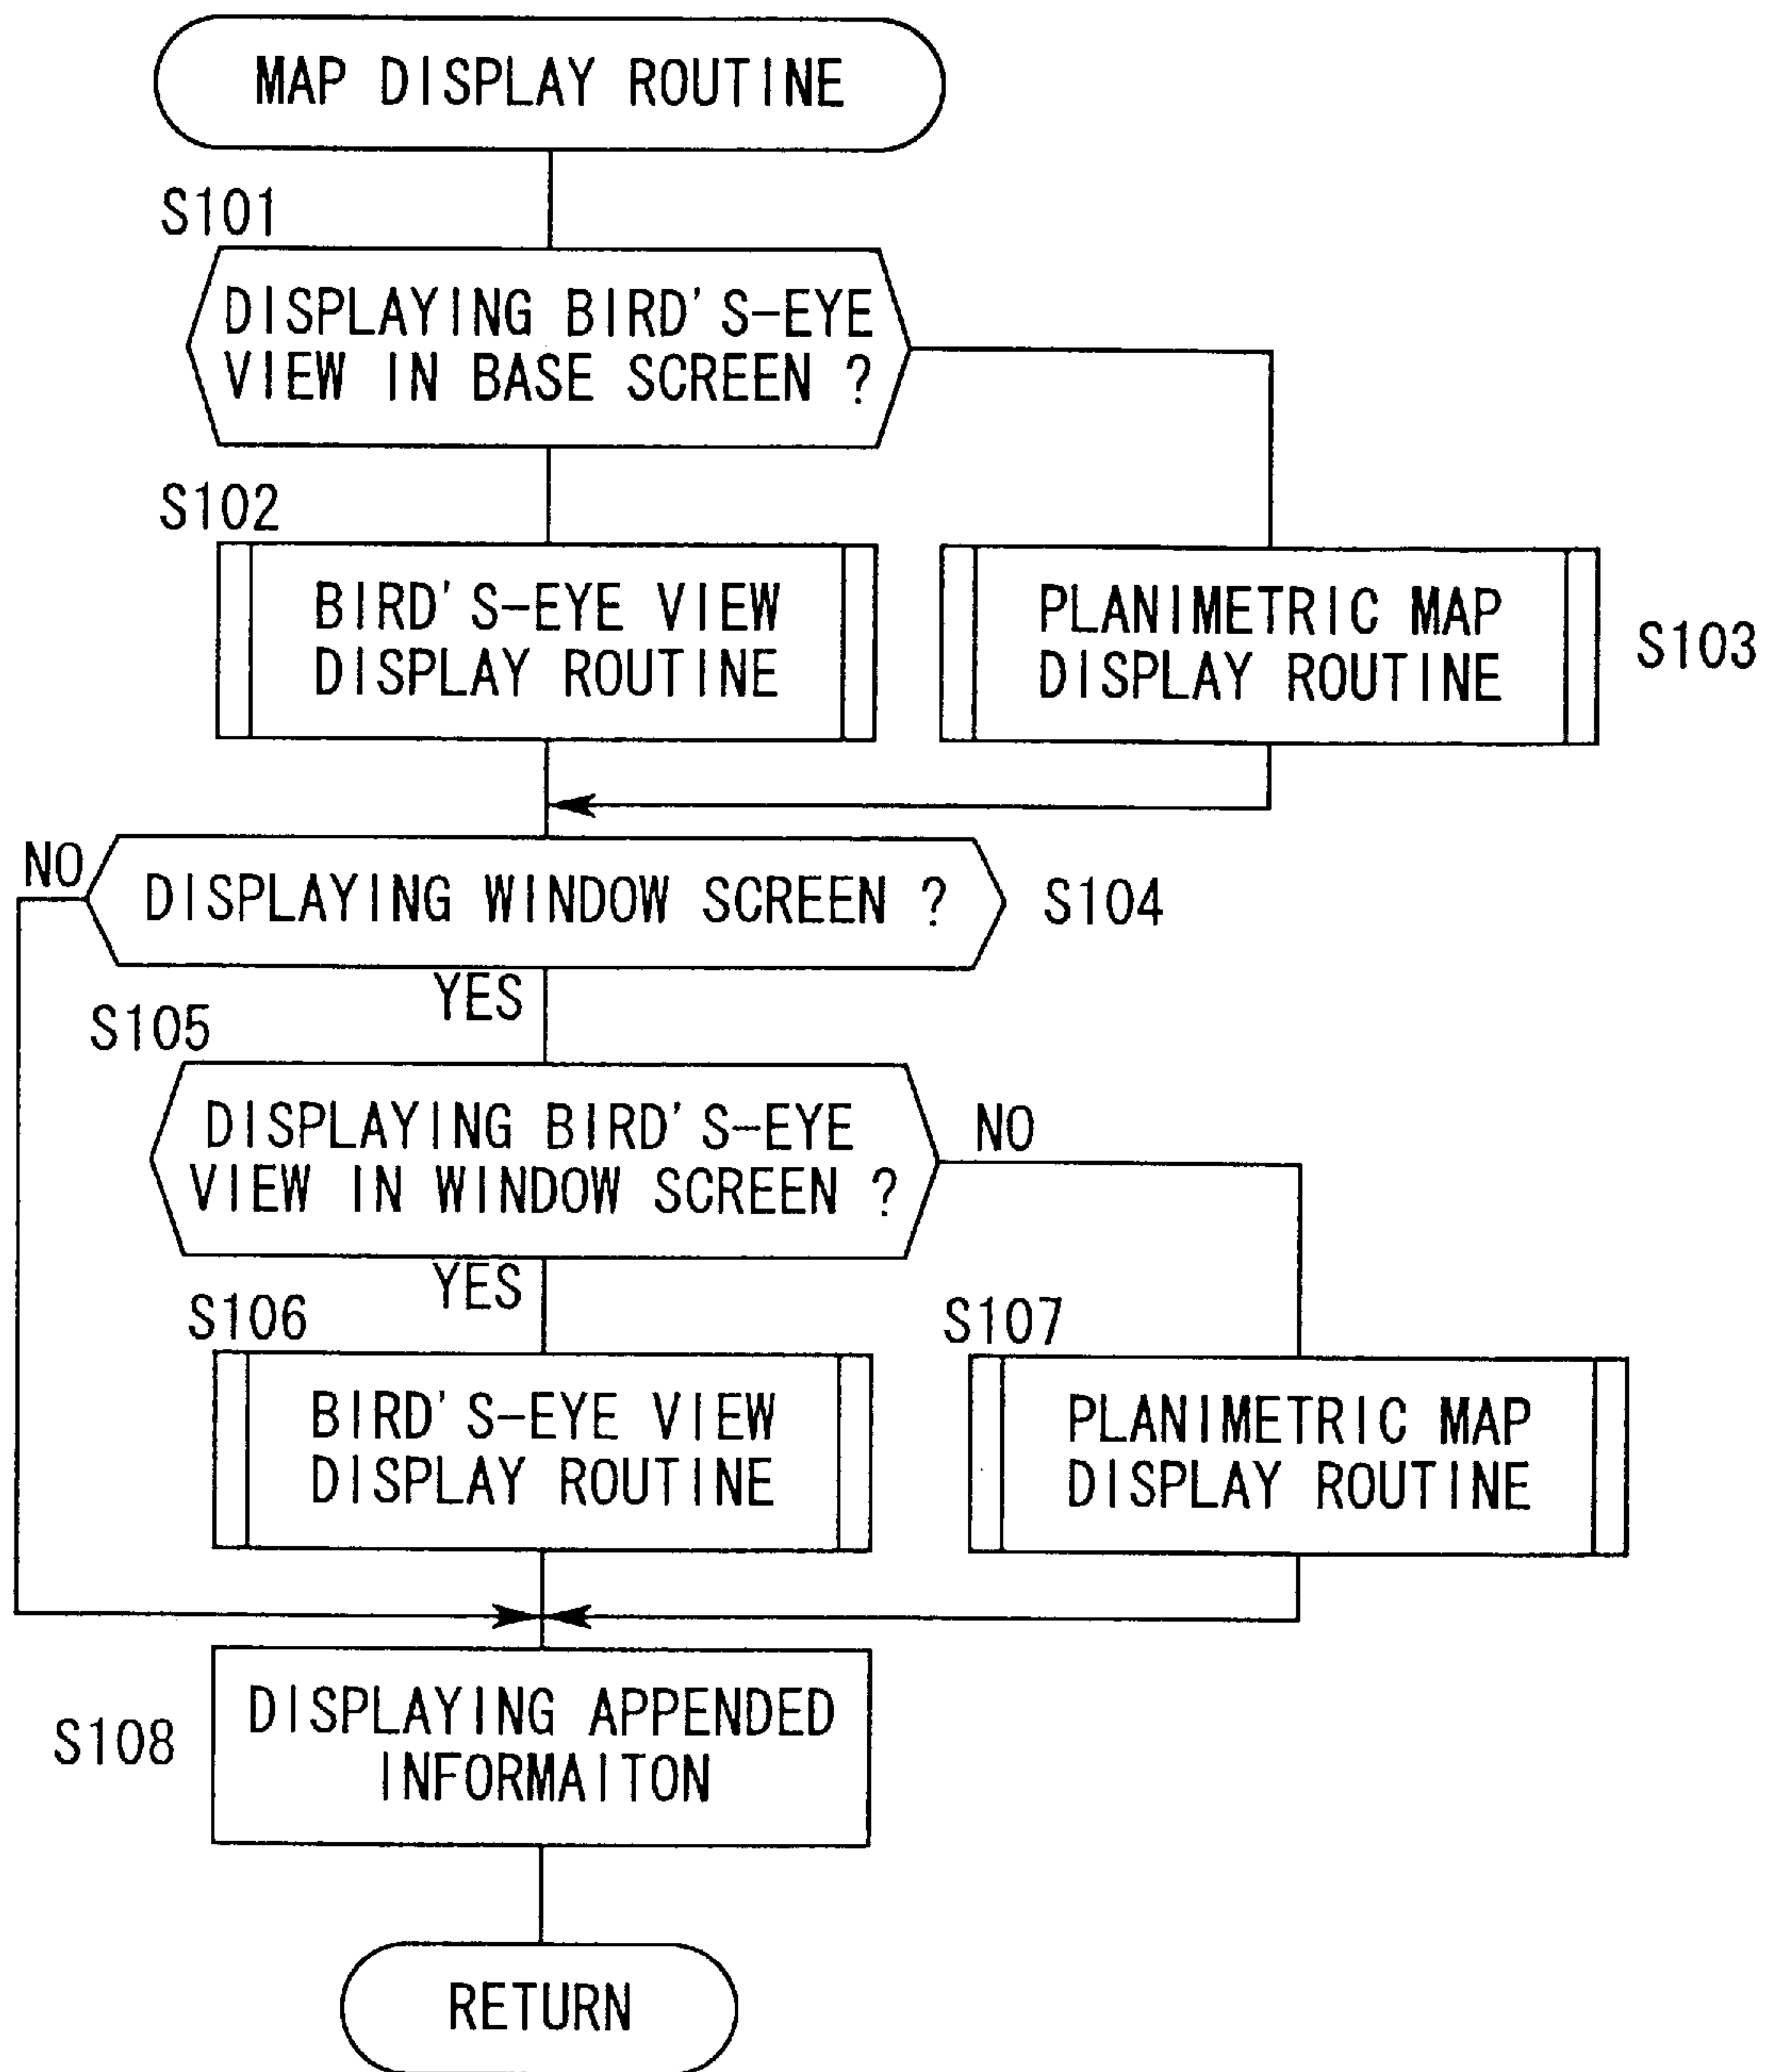 MAP DISPLAY ROUTINE
S101
DISPLAYING BIRD'S-EYE
VIEW IN BASE SCREEN ?
S102
BIRD'S-EYE VIEW
DISPLAY ROUTINE
PLANIMETRIC MAP
DISPLAY ROUTINE
S103
NO
DISPLAYING WINDOW SCREEN ?
S104
YES
S105
DISPLAYING BIRD'S-EYE
VIEW IN WINDOW SCREEN ?
NO
YES
S106
BIRD'S-EYE VIEW
DISPLAY ROUTINE
S107
PLANIMETRIC MAP
DISPLAY ROUTINE
S108
DISPLAYING APPENDED
INFORMAITON
RETURN